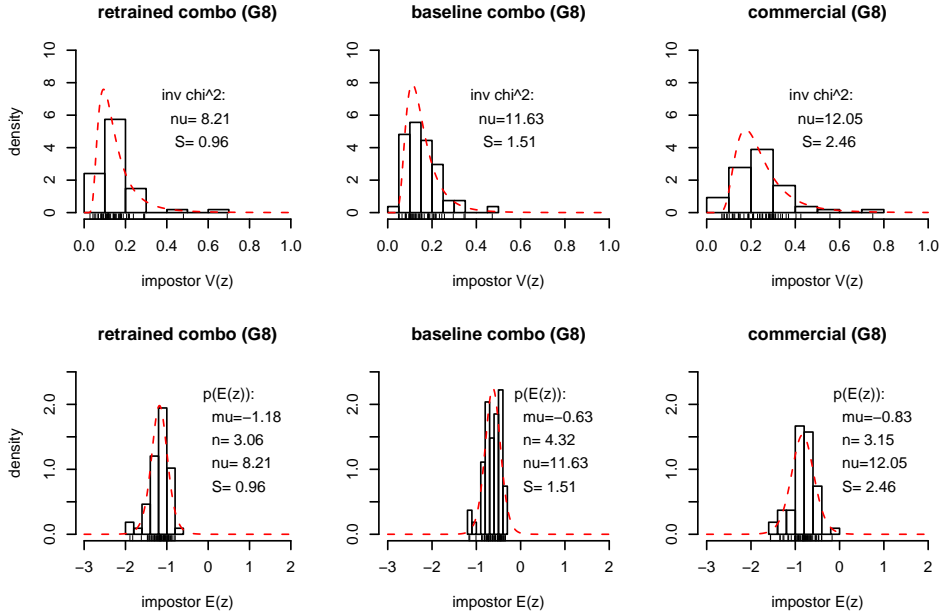 retrained combo (G8)
baseline combo (G8)
commercial (G8)
density
0 2 4 6 8 10
inv chi^2:
nu= 8.21
S= 0.96
0.0 0.2 0.4 0.6 0.8 1.0
impostor V(z)
0 2 4 6 8 10
inv chi^2:
nu=11.63
S= 1.51
0.0 0.2 0.4 0.6 0.8 1.0
impostor V(z)
0 2 4 6 8 10
inv chi^2:
nu=12.05
S= 2.46
0.0 0.2 0.4 0.6 0.8 1.0
impostor V(z)
retrained combo (G8)
baseline combo (G8)
commercial (G8)
density
0.0 1.0 2.0
p(E(z)):
mu=−1.18
n= 3.06
nu= 8.21
S= 0.96
−3 −2 −1 0 1 2
impostor E(z)
0.0 1.0 2.0
p(E(z)):
mu=−0.63
n= 4.32
nu=11.63
S= 1.51
−3 −2 −1 0 1 2
impostor E(z)
0.0 1.0 2.0
p(E(z)):
mu=−0.83
n= 3.15
nu=12.05
S= 2.46
−3 −2 −1 0 1 2
impostor E(z)